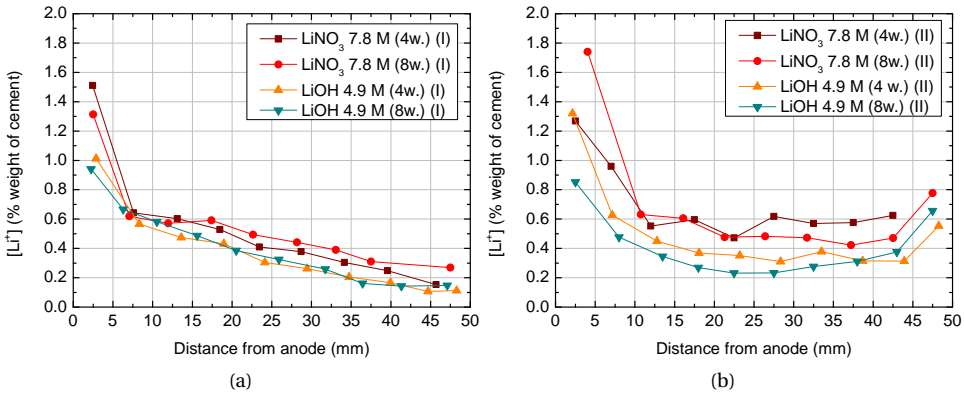 LiNO3 7.8 M (4w.) (I)
LiNO3 7.8 M (8w.) (I)
LiOH 4.9 M (4w.) (I)
LiOH 4.9 M (8w.) (I)
2.0
1.8
1.6
1.4
1.2
1.0
0.8
0.6
0.4
0.2
0.0
[Li+] (% weight of cement)
0 5 10 15 20 25 30 35 40 45 50
Distance from anode (mm)
(a)
LiNO3 7.8 M (4w.) (II)
LiNO3 7.8 M (8w.) (II)
LiOH 4.9 M (4 w.) (II)
LiOH 4.9 M (8w.) (II)
2.0
1.8
1.6
1.4
1.2
1.0
0.8
0.6
0.4
0.2
0.0
[Li+] (% weight of cement)
0 5 10 15 20 25 30 35 40 45 50
Distance from anode (mm)
(b)